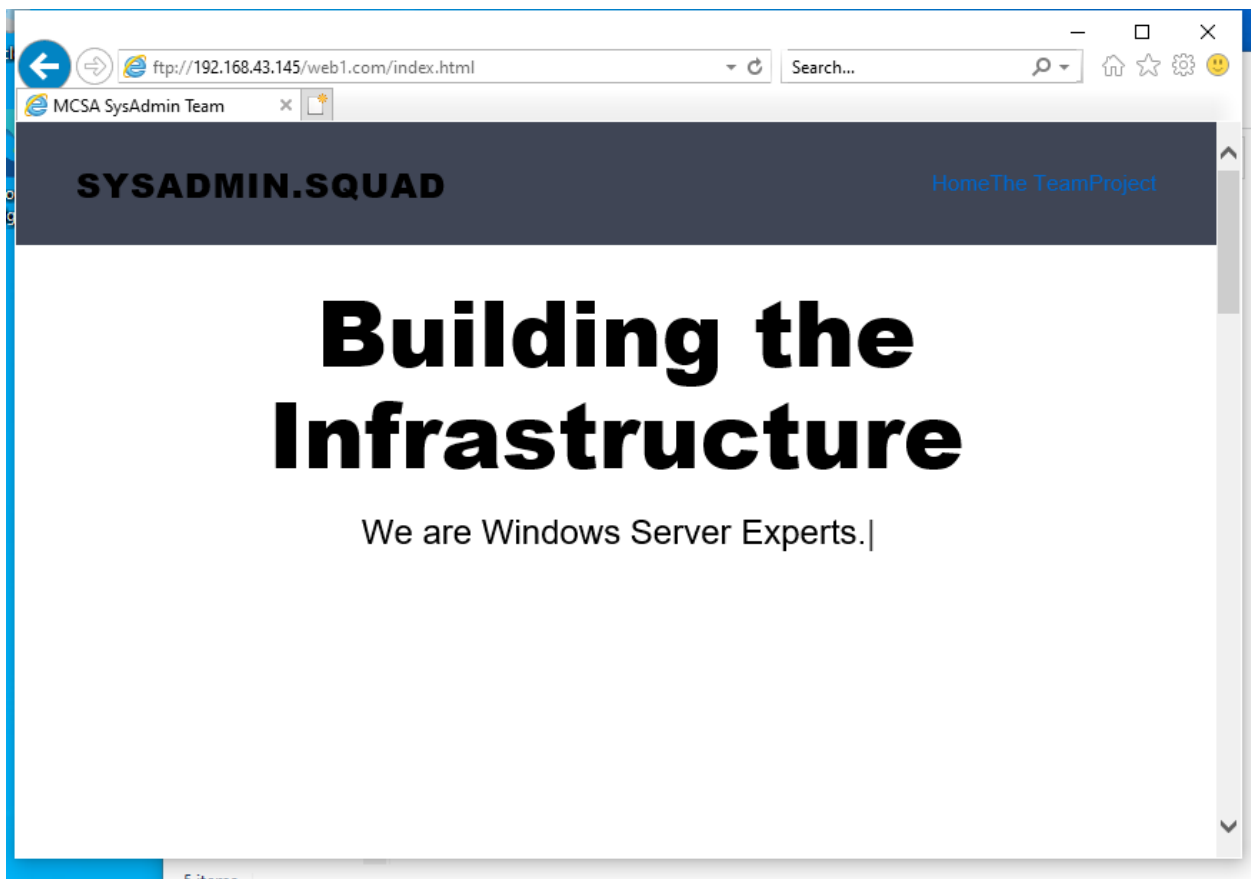 ftp://192.168.43.145/web1.com/index.html
Search...
MCSA SysAdmin Team
SYSADMIN.SQUAD
HomeThe TeamProject
Building the
Infrastructure
We are Windows Server Experts.|